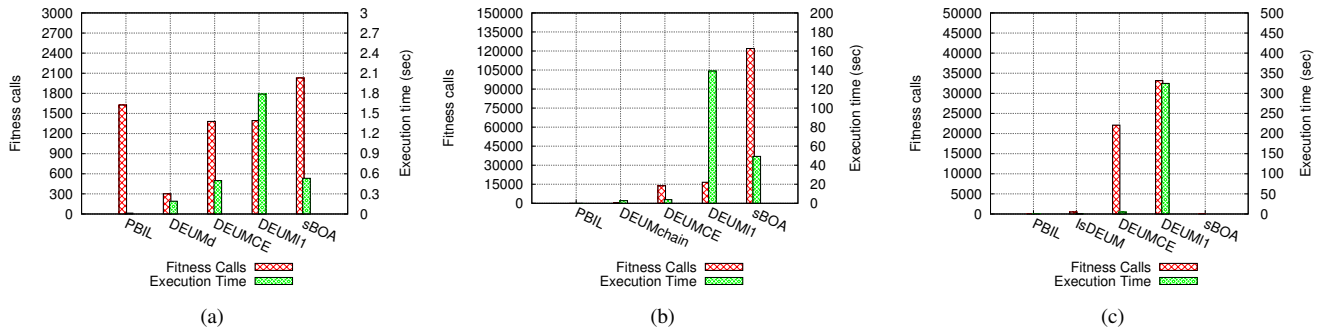 3000
2700
2400
2100
1800
1500
1200
900
600
300
0
Fitness calls
3
2.7
2.4
2.1
1.8
1.5
1.2
0.9
0.6
0.3
0
Execution time (sec)
PBIL
DEUMd
DEUMCE
DEUMI1
sBOA
Fitness Calls
Execution Time
(a)
150000
135000
120000
105000
90000
75000
60000
45000
30000
15000
0
Fitness calls
200
180
160
140
120
100
80
60
40
20
0
Execution time (sec)
PBIL
DEUMchain
DEUMCE
DEUMI1
sBOA
Fitness Calls
Execution Time
(b)
50000
45000
40000
35000
30000
25000
20000
15000
10000
5000
0
Fitness calls
500
450
400
350
300
250
200
150
100
50
0
Execution time (sec)
PBIL
IsDEUM
DEUMCE
DEUMI1
sBOA
Fitness Calls
Execution Time
(c)